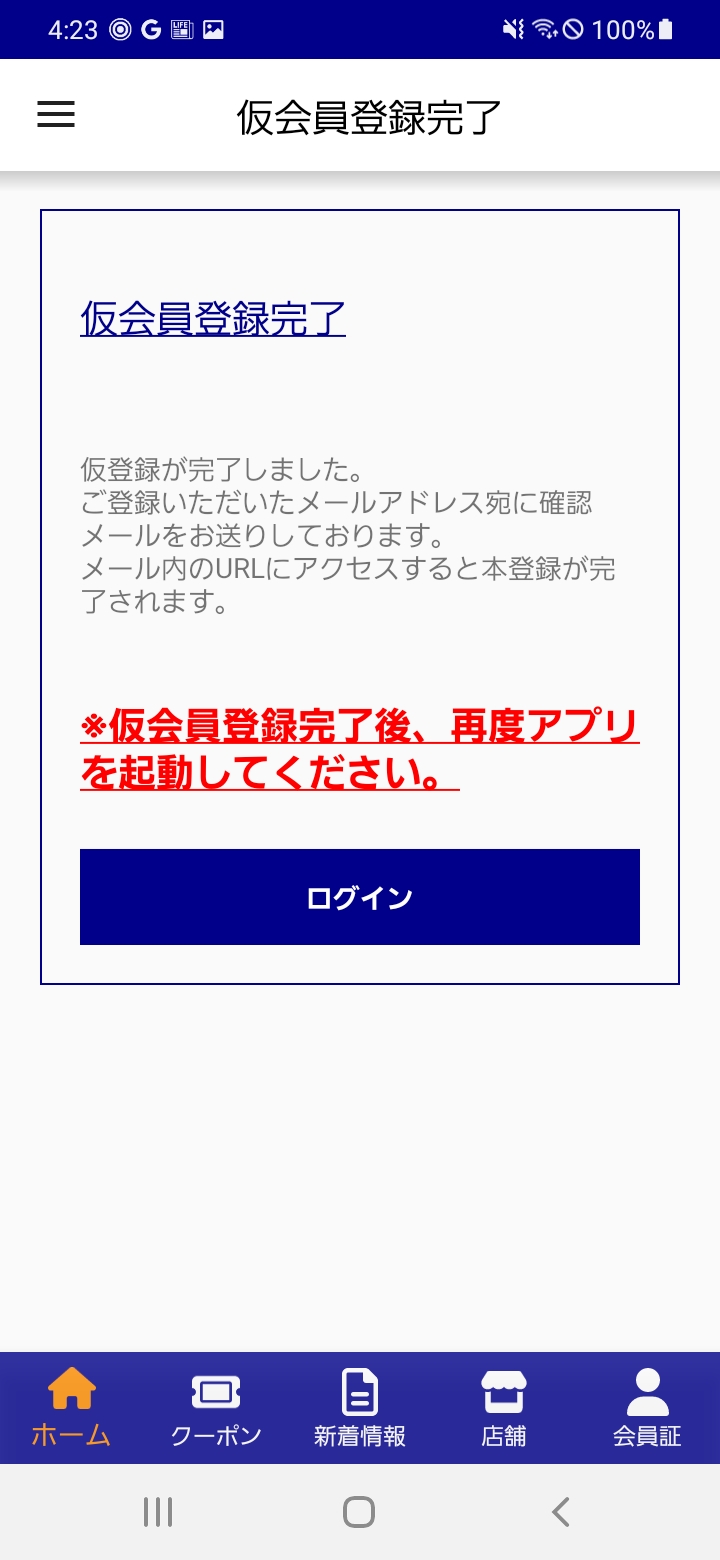 4:23
100%
仮会員登録完了
仮会員登録完了
仮登録が完了しました。
ご登録いただいたメールアドレス宛に確認
メールをお送りしております。
メール内のURLにアクセスすると本登録が完
了されます。
※仮会員登録完了後、再度アプリ
を起動してください。
ログイン
ホーム
クーポン
新着情報
店舗
会員証